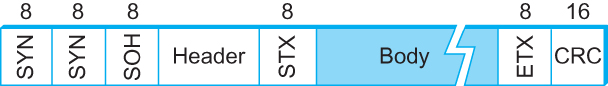 8 8 8 8 8 16
SYN SYN SOH Header STX Body ETX CRC